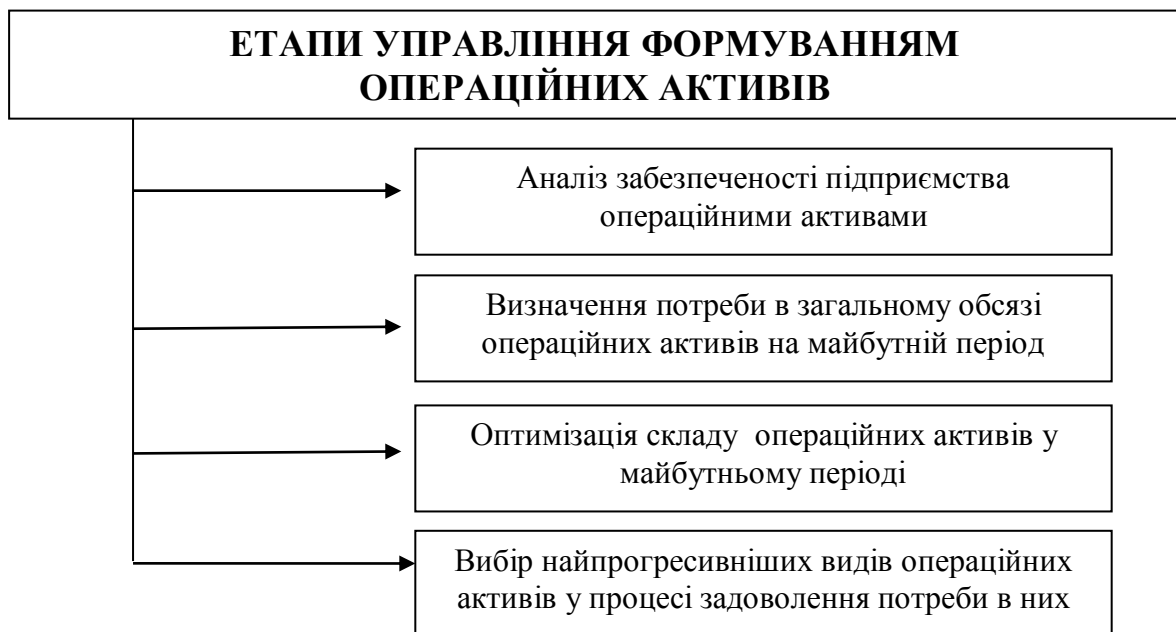 ЕТАПИ УПРАВЛІННЯ ФОРМУВАННЯМ
ОПЕРАЦІЙНИХ АКТИВІВ
Аналіз забезпеченості підприємства
операційними активами
Визначення потреби в загальному обсязі
операційних активів на майбутній період
Оптимізація складу операційних активів у
майбутньому періоді
Вибір найпрогресивніших видів операційних
активів у процесі задоволення потреби в них